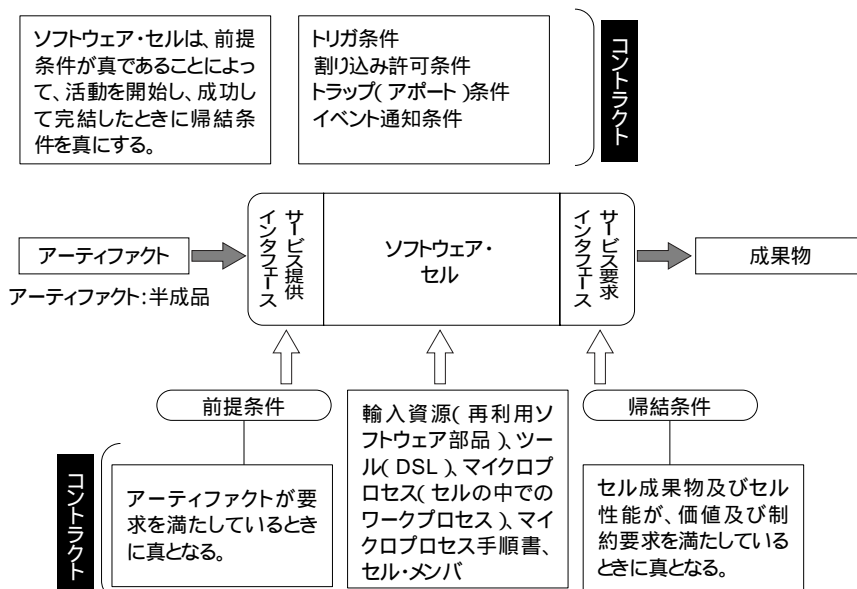 ソフトウェア・セルは、前提
条件が真であることによっ
て、活動を開始し、成功し
て完結したときに帰結条
件を真にする。
トリガ条件
割り込み許可条件
トラップ(アポート)条件
イベント通知条件
コントラクト
アーティファクト
アーティファクト:半成品
サービス提供
インタフェース
ソフトウェア・
セル
サービス要求
インタフェース
成果物
前提条件
コントラクト
アーティファクトが要
求を満たしているとき
に真となる。
輸入資源(再利用ソ
フトウェア部品)、ツー
ル(DSL)、マイクロプ
ロセス(セルの中での
ワークプロセス)、マイ
クロプロセス手順書、
セル・メンバ
帰結条件
セル成果物及びセル
性能が、価値及び制
約要求を満たしている
ときに真となる。